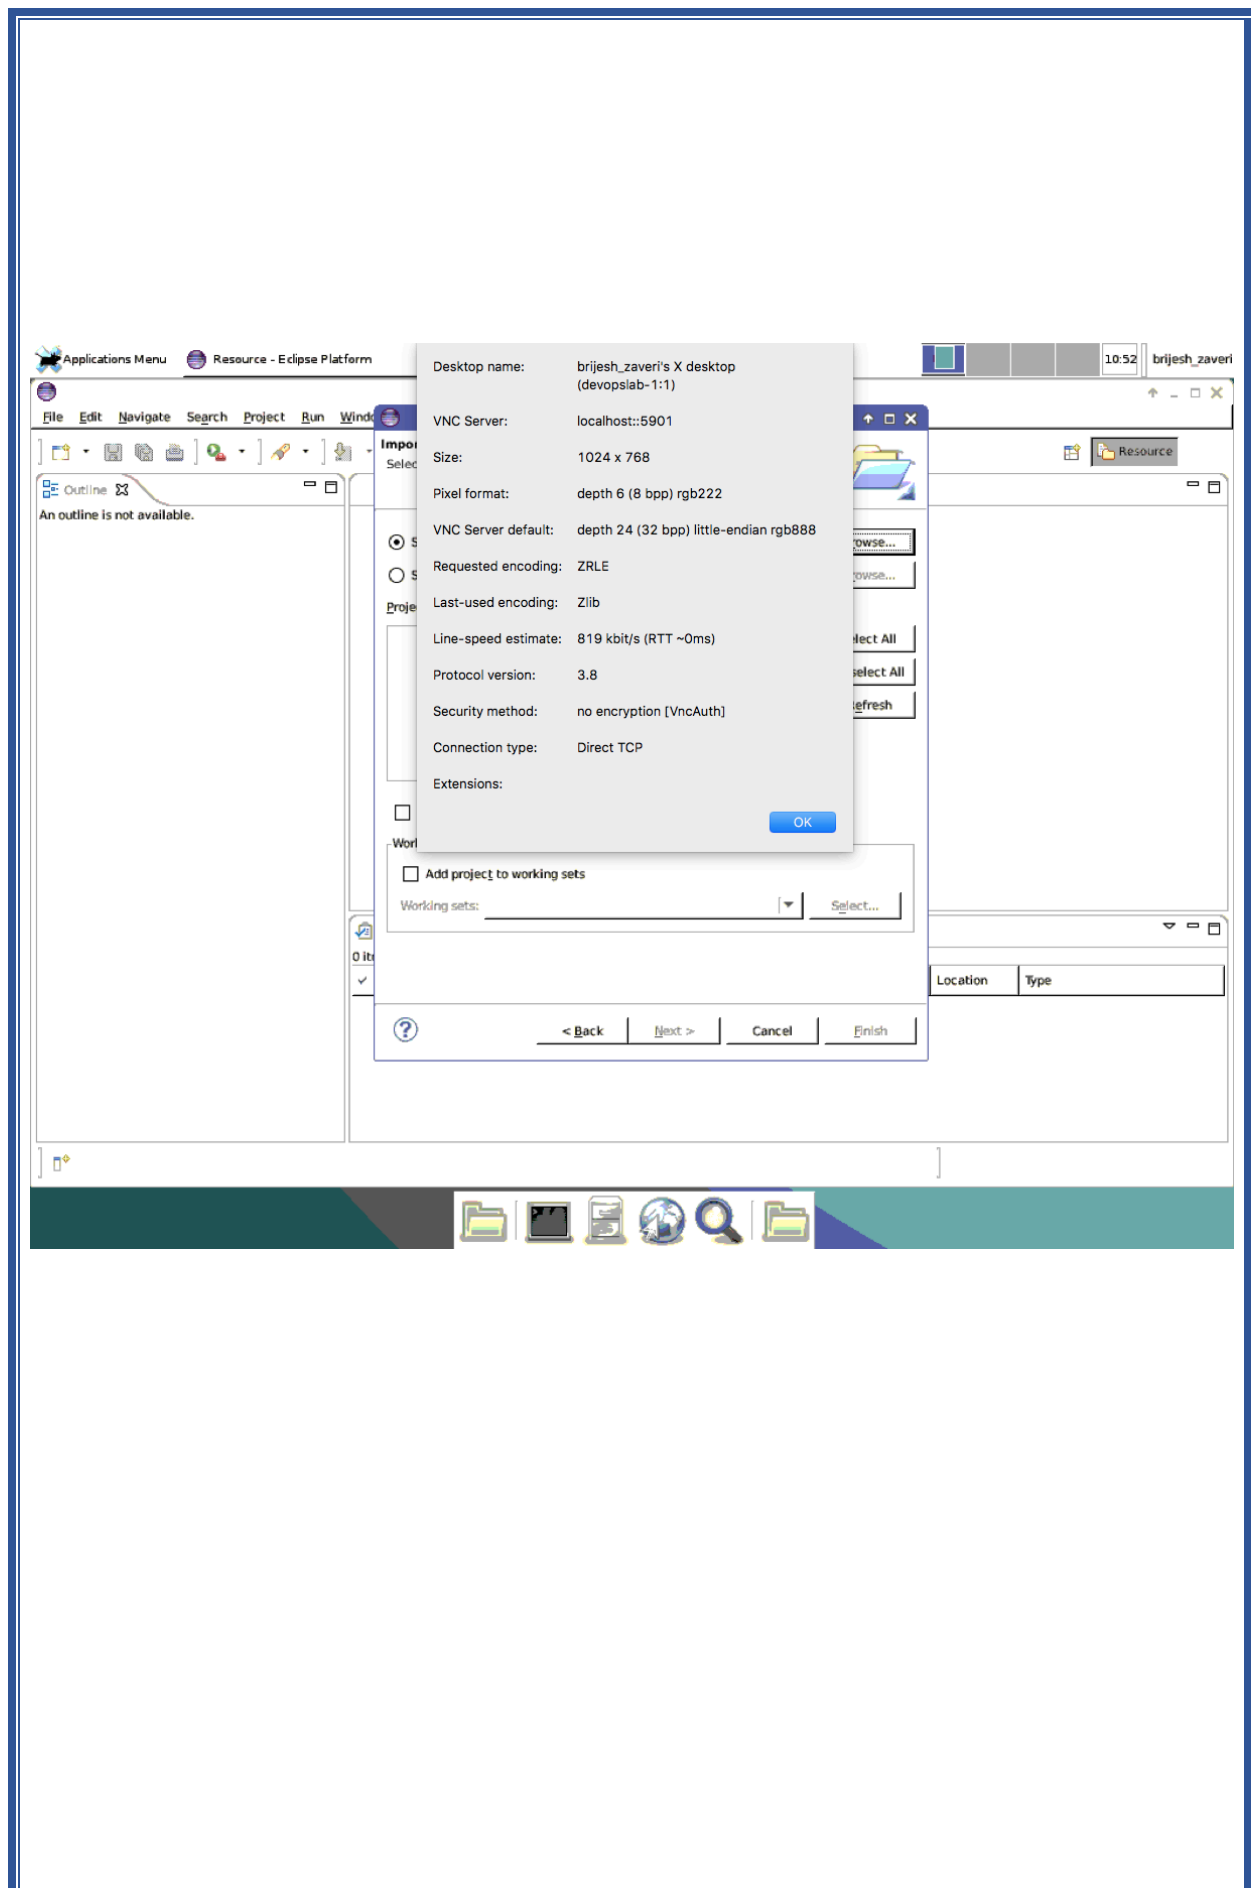 Applications Menu Resource - Eclipse Platform 10:52 brijesh_zaveri
File Edit Navigate Search Project Run
Resource
Outline
An outline is not available.
Desktop name: brijesh_zaveri's X desktop
(devopslab-1:1)
VNC Server: localhost::5901
Size: 1024 x 768
Pixel format: depth 6 (8 bpp) rgb222
VNC Server default: depth 24 (32 bpp) little-endian rgb888
Requested encoding: ZRLE
Last-used encoding: Zlib
Line-speed estimate: 819 kbit/s (RTT ~0ms)
Protocol version: 3.8
Security method: no encryption [VncAuth]
Connection type: Direct TCP
Extensions:
OK
Add project to working sets
Working sets: Select...
Location Type
< Back Next > Cancel Finish